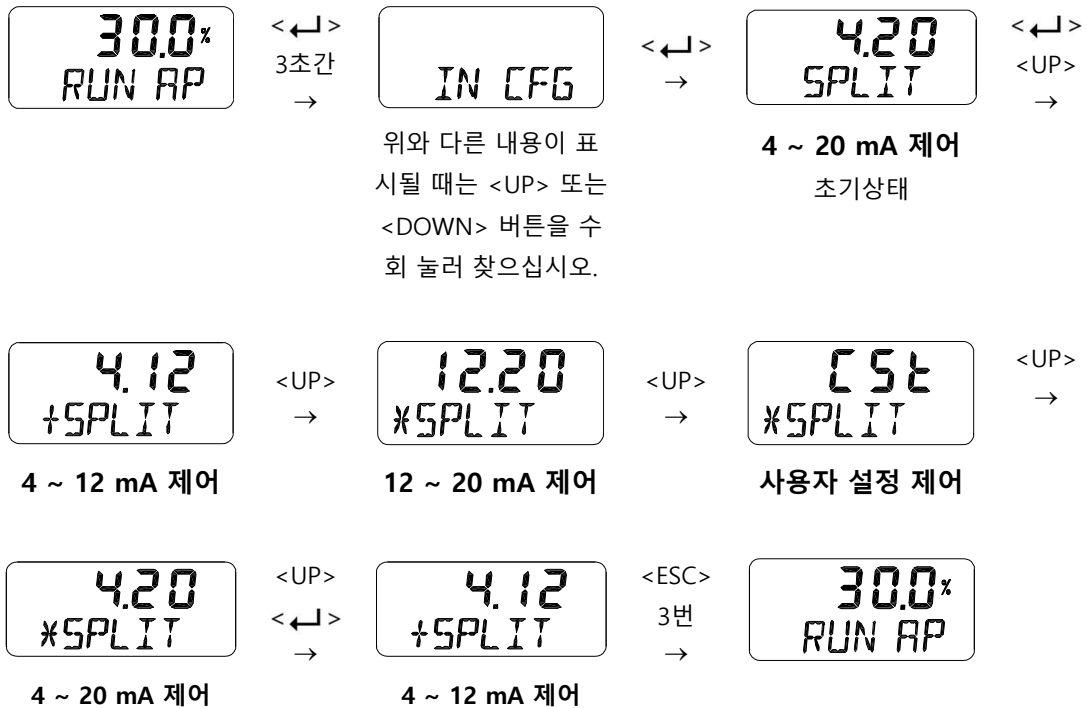 30.0%
RUN AP
<↵>
3초간
→
IN CFG
위와 다른 내용이 표
시될 때는 <UP> 또는
<DOWN> 버튼을 수
회 눌러 찾으십시오.
<↵>
→
4.20
SPLIT
4 ~ 20 mA 제어
초기상태
<↵>
<UP>
→
4.12
+SPLIT
4 ~ 12 mA 제어
<UP>
→
12.20
*SPLIT
12 ~ 20 mA 제어
<UP>
→
CSt
*SPLIT
사용자 설정 제어
<UP>
→
4.20
*SPLIT
4 ~ 20 mA 제어
<UP>
<↵>
→
4.12
+SPLIT
4 ~ 12 mA 제어
<ESC>
3번
→
30.0%
RUN AP